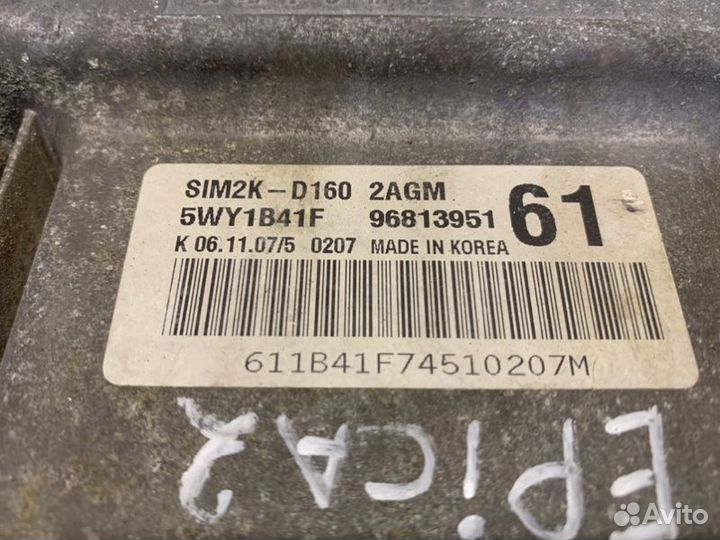 SIM2K-D160 2AGM
5WY1B41F 96813951
61
K 06.11.07/5 0207 MADE IN KOREA
611B41F74510207M
EPiCA2
Avito